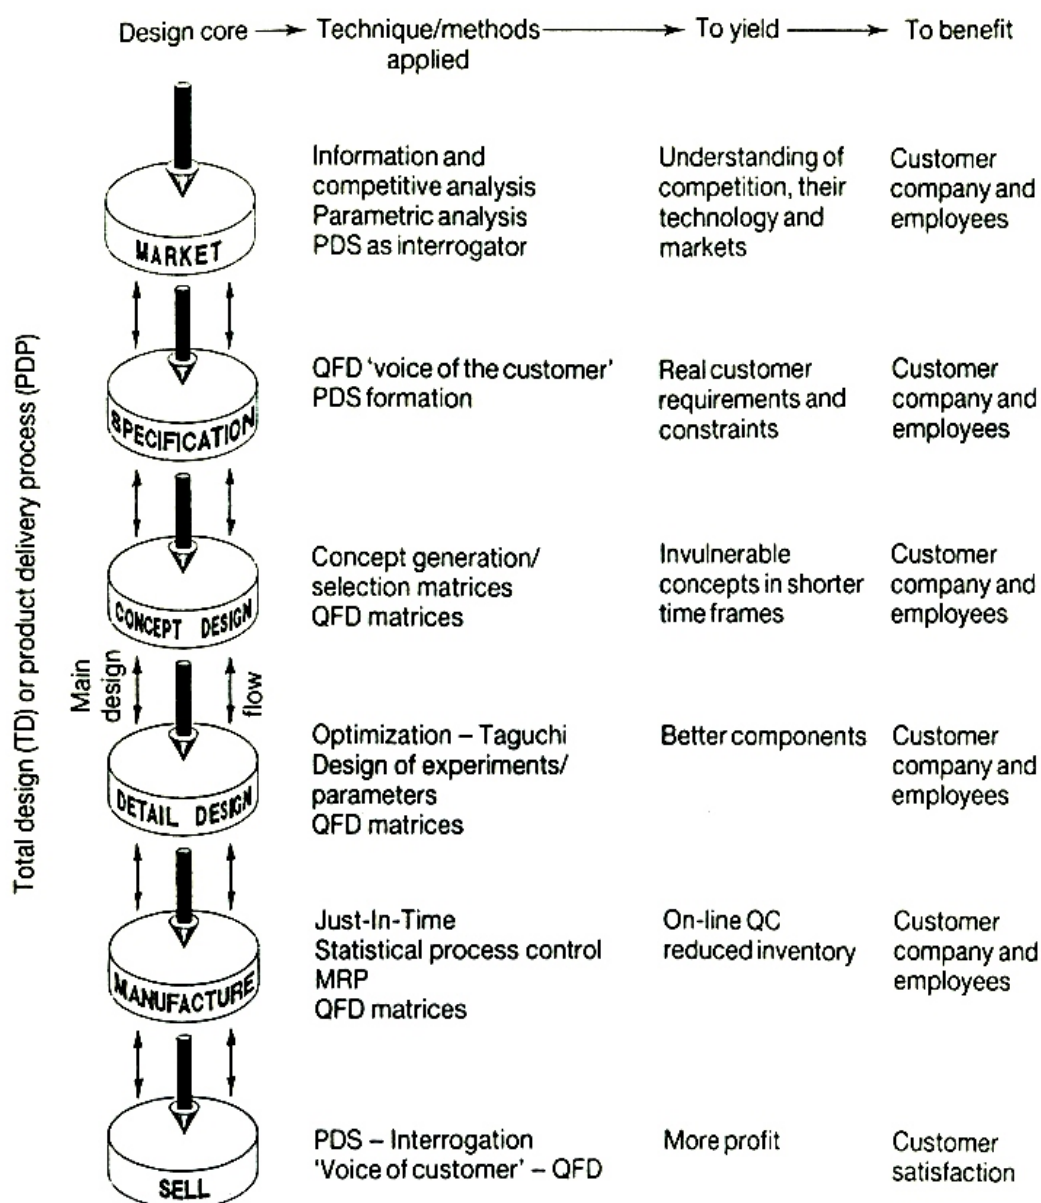 Design core Technique/methods To yield To benefit
applied
Total design (TD) or product delivery process (PDP)
MARKET
Information and
competitive analysis
Parametric analysis
PDS as interrogator
Understanding of
competition, their
technology and
markets
Customer
company and
employees
SPECIFICATION
QFD 'voice of the customer'
PDS formation
Real customer
requirements and
constraints
Customer
company and
employees
CONCEPT DESIGN
Concept generation/
selection matrices
QFD matrices
Invulnerable
concepts in shorter
time frames
Customer
company and
employees
Main
design
flow
DETAIL DESIGN
Optimization – Taguchi
Design of experiments/
parameters
QFD matrices
Better components
Customer
company and
employees
MANUFACTURE
Just-In-Time
Statistical process control
MRP
QFD matrices
On-line QC
reduced inventory
Customer
company and
employees
SELL
PDS – Interrogation
'Voice of customer' – QFD
More profit
Customer
satisfaction